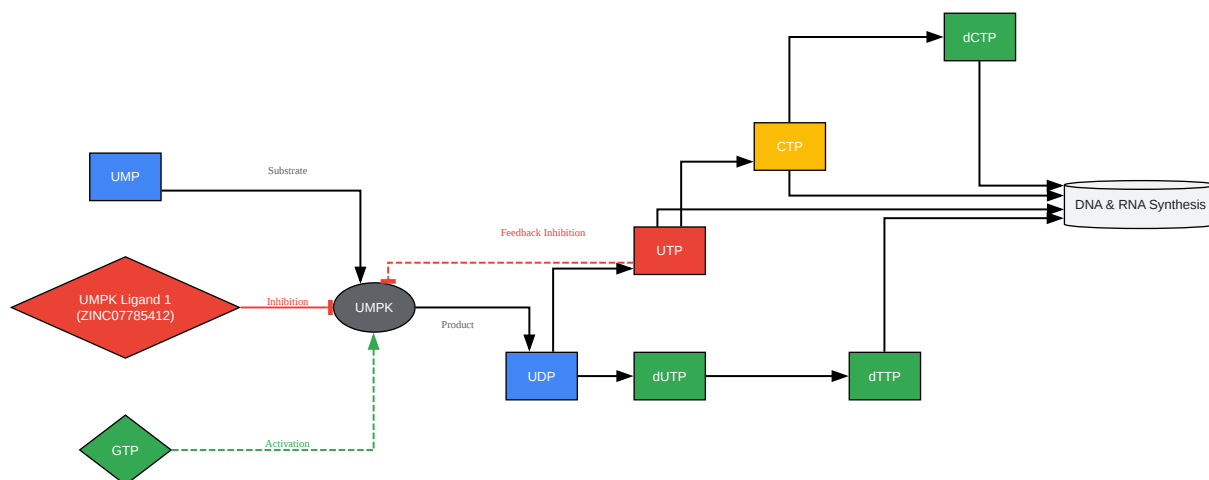 dCTP
CTP
UMP
Substrate
DNA & RNA Synthesis
Feedback Inhibition
UTP
UMPK Ligand 1
(ZINC07785412)
Inhibition
UMPK
Product
UDP
dUTP
dTTP
GTP
Activation